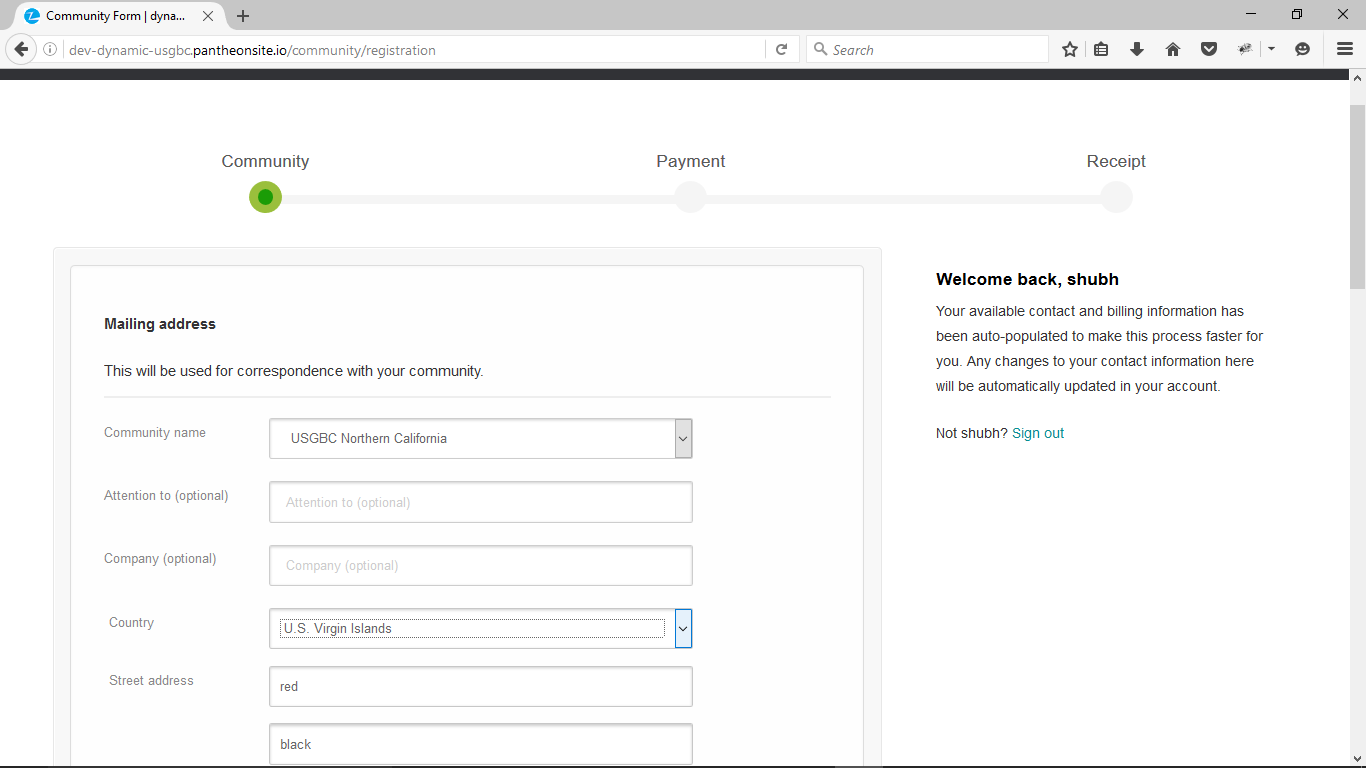 Community Form | dyna...
dev-dynamic-usgbc.pantheonsite.io/community/registration
Search
Community
Payment
Receipt
Mailing address
This will be used for correspondence with your community.
Community name
USGBC Northern California
Attention to (optional)
Attention to (optional)
Company (optional)
Company (optional)
Country
U.S. Virgin Islands
Street address
red
black
Welcome back, shubh
Your available contact and billing information has
been auto-populated to make this process faster for
you. Any changes to your contact information here
will be automatically updated in your account.
Not shubh? Sign out